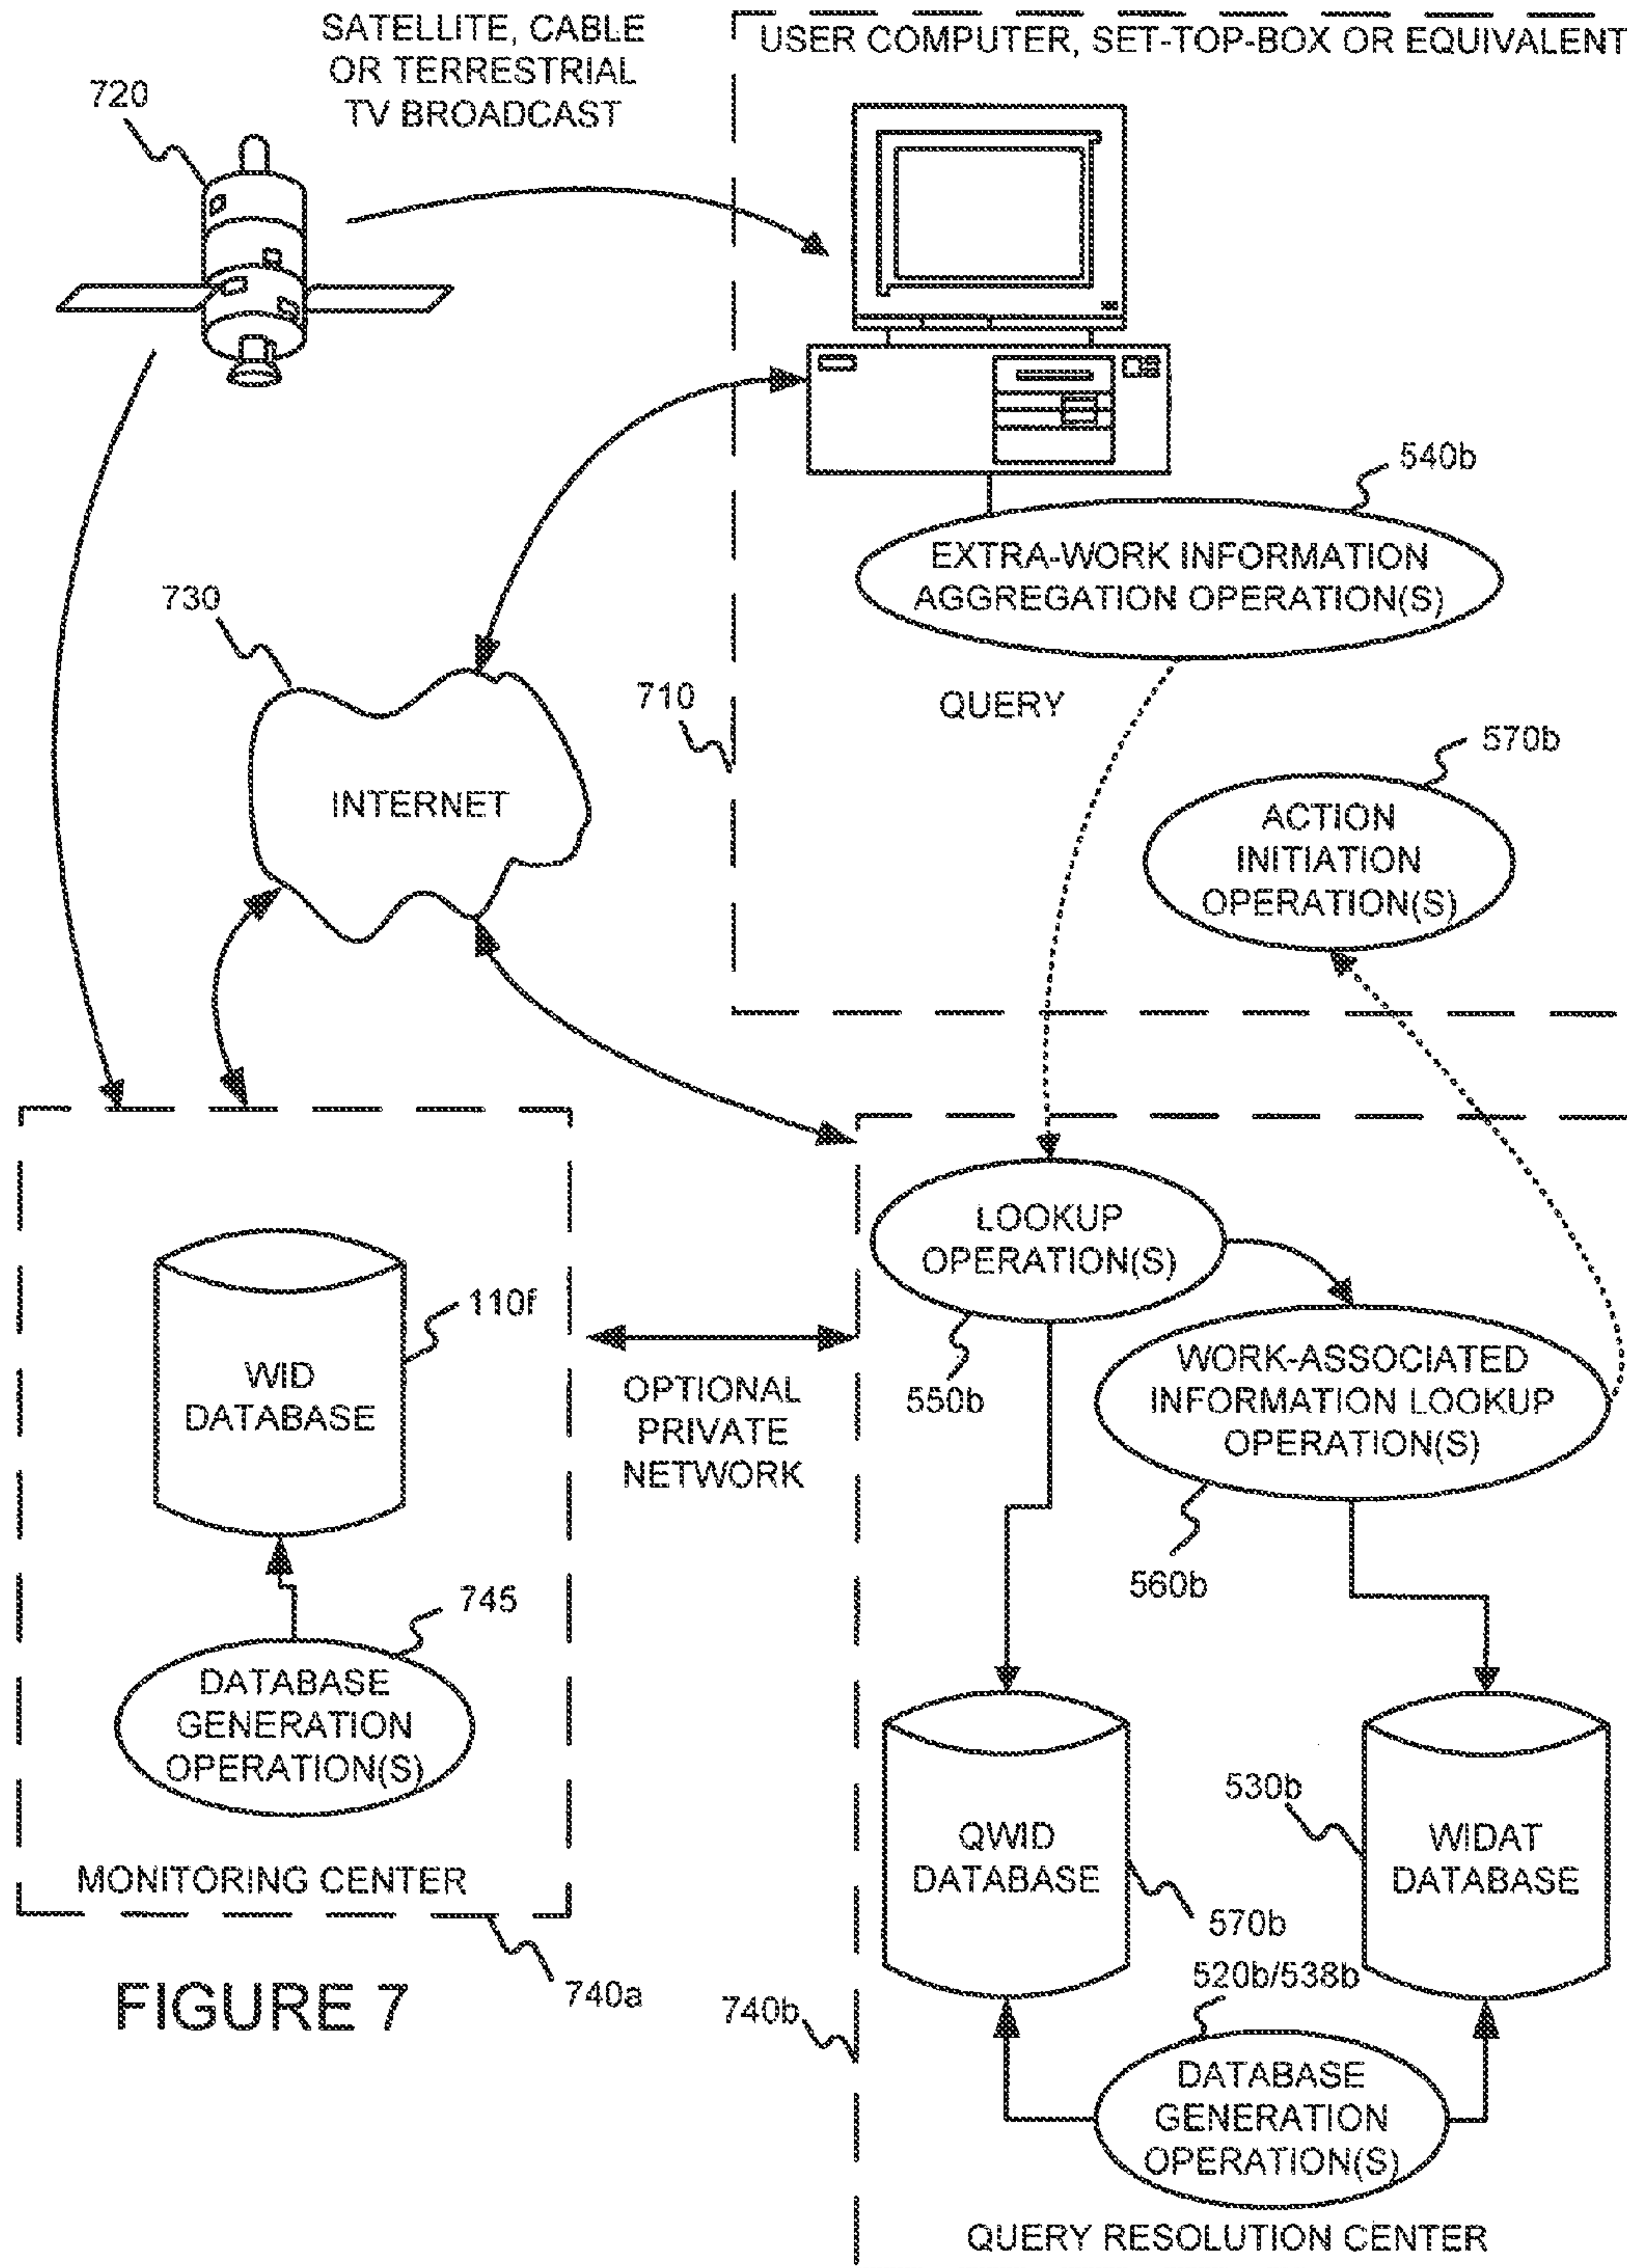 SATELLITE, CABLE
OR TERRESTRIAL
TV BROADCAST
USER COMPUTER, SET-TOP-BOX OR EQUIVALENT
720
540b
EXTRA-WORK INFORMATION
AGGREGATION OPERATION(S)
730
INTERNET
710
QUERY
570b
ACTION
INITIATION
OPERATION(S)
WID
DATABASE
110f
745
DATABASE
GENERATION
OPERATION(S)
MONITORING CENTER
740a
OPTIONAL
PRIVATE
NETWORK
LOOKUP
OPERATION(S)
550b
WORK-ASSOCIATED
INFORMATION LOOKUP
OPERATION(S)
560b
QWID
DATABASE
570b
530b
WIDAT
DATABASE
520b/538b
740b
DATABASE
GENERATION
OPERATION(S)
QUERY RESOLUTION CENTER
FIGURE 7